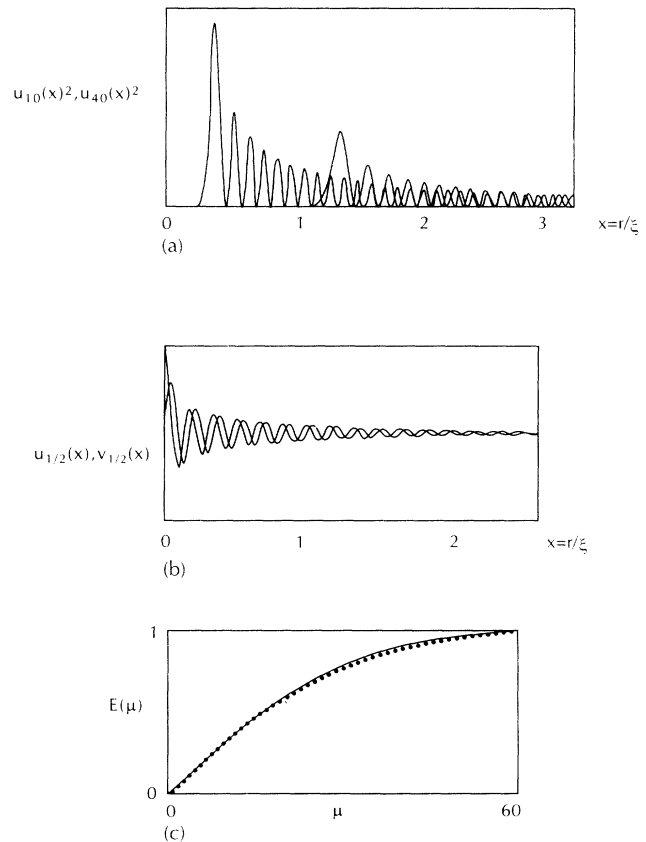 u₁₀(x)²,u₄₀(x)²
0 1 2 3 x=r/ξ
(a)
u₁/₂(x),v₁/₂(x)
0 1 2 x=r/ξ
(b)
1
E(μ)
0
0 μ 60
(c)